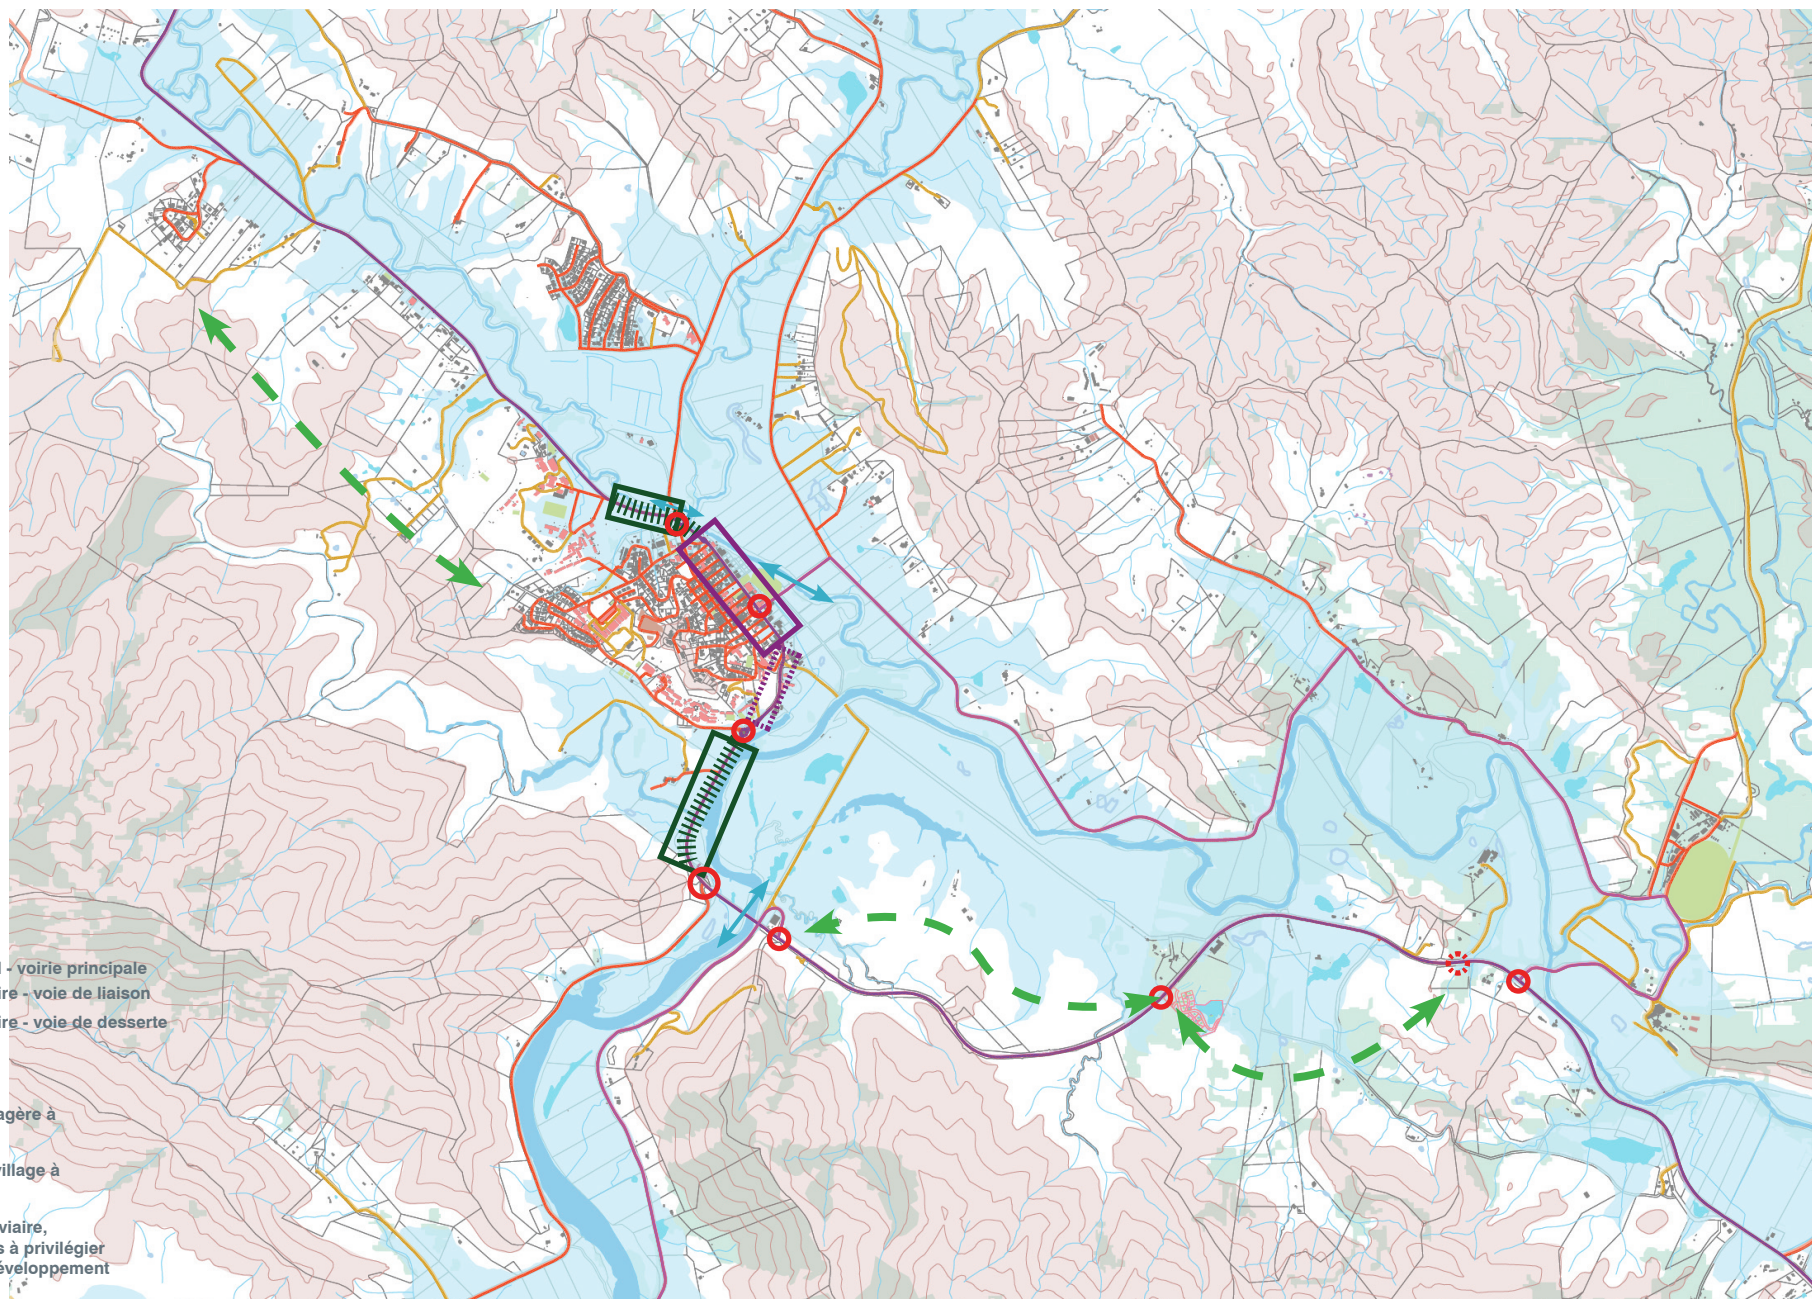 - voirie principale
ire - voie de liaison
ire - voie de desserte
agère à
village à
viaire,
s à privilégier
éveloppement